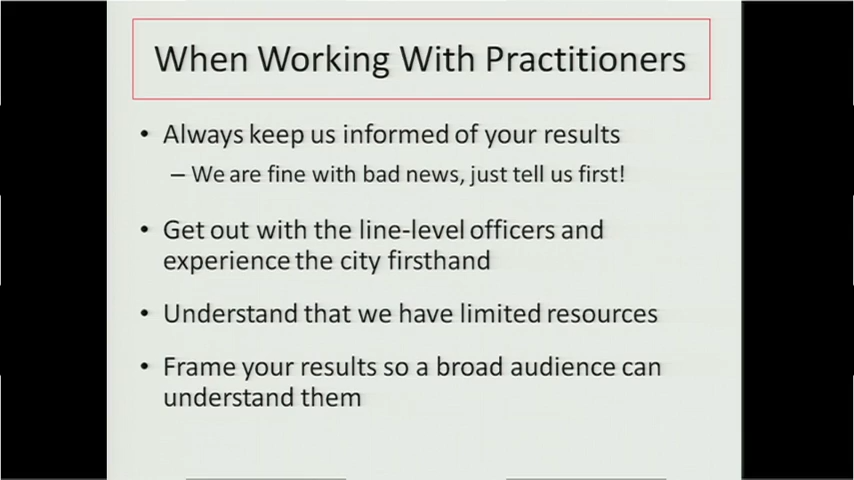 When Working With Practitioners
• Always keep us informed of your results
– We are fine with bad news, just tell us first!
• Get out with the line-level officers and
experience the city firsthand
• Understand that we have limited resources
• Frame your results so a broad audience can
understand them